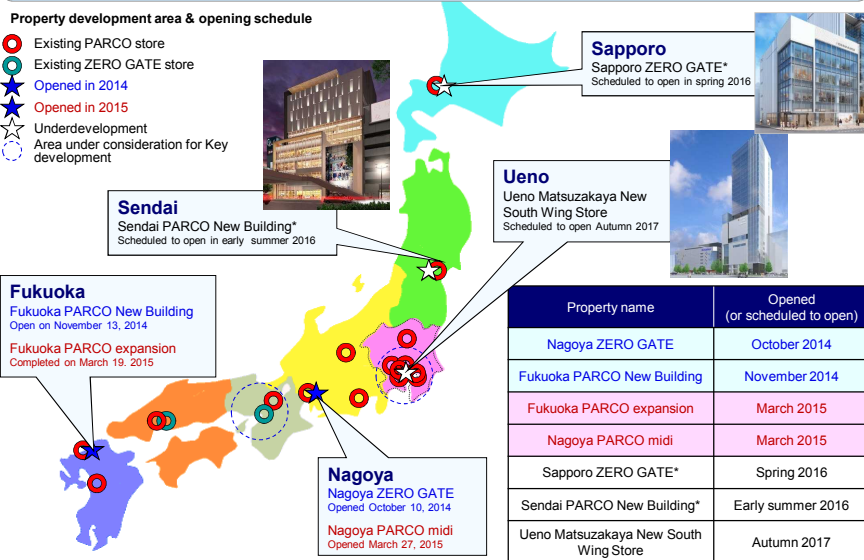 Property development area & opening schedule
Existing PARCO store
Existing ZERO GATE store
Opened in 2014
Opened in 2015
Underdevelopment
Area under consideration for Key
development
Sapporo
Sapporo ZERO GATE*
Scheduled to open in spring 2016
Ueno
Ueno Matsuzakaya New
South Wing Store
Scheduled to open Autumn 2017
Sendai
Sendai PARCO New Building*
Scheduled to open in early summer 2016
Fukuoka
Fukuoka PARCO New Building
Open on November 13, 2014
Fukuoka PARCO expansion
Completed on March 19. 2015
Nagoya
Nagoya ZERO GATE
Opened October 10, 2014
Nagoya PARCO midi
Opened March 27, 2015
Property name
Opened
(or scheduled to open)
Nagoya ZERO GATE
October 2014
Fukuoka PARCO New Building
November 2014
Fukuoka PARCO expansion
March 2015
Nagoya PARCO midi
March 2015
Sapporo ZERO GATE*
Spring 2016
Sendai PARCO New Building*
Early summer 2016
Ueno Matsuzakaya New South
Wing Store
Autumn 2017